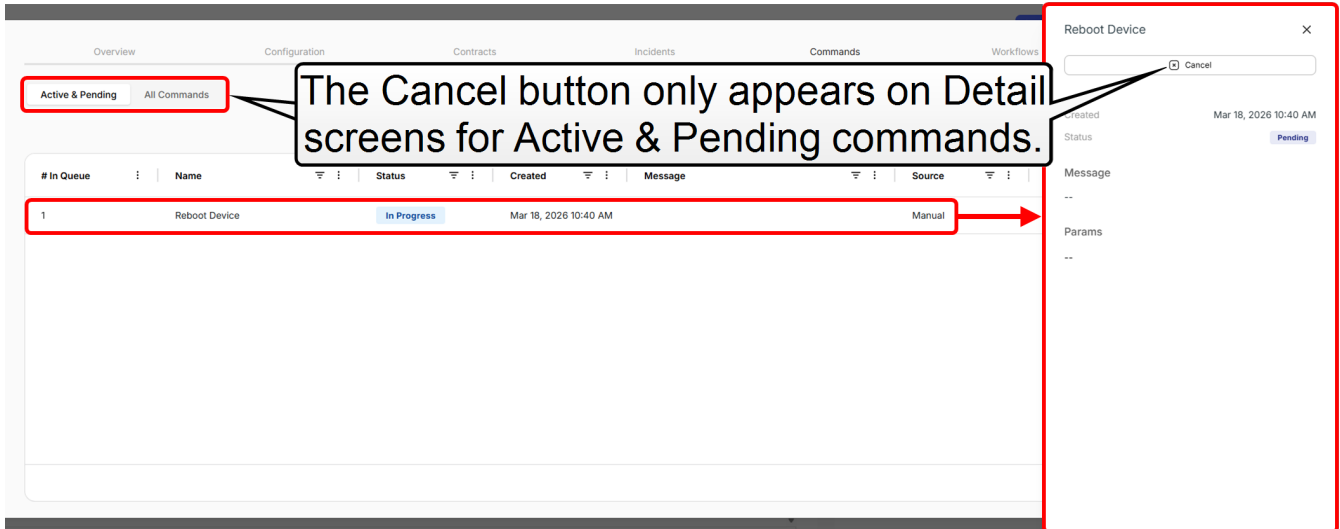 Overview
Configuration
Contracts
Incidents
Commands
Workflows
Active & Pending
All Commands
The Cancel button only appears on Detail
screens for Active & Pending commands.
# In Queue
Name
Status
Created
Message
Source
1
Reboot Device
In Progress
Mar 18, 2026 10:40 AM
Manual
Reboot Device
Cancel
Created
Mar 18, 2026 10:40 AM
Status
Pending
Message
--
Params
--